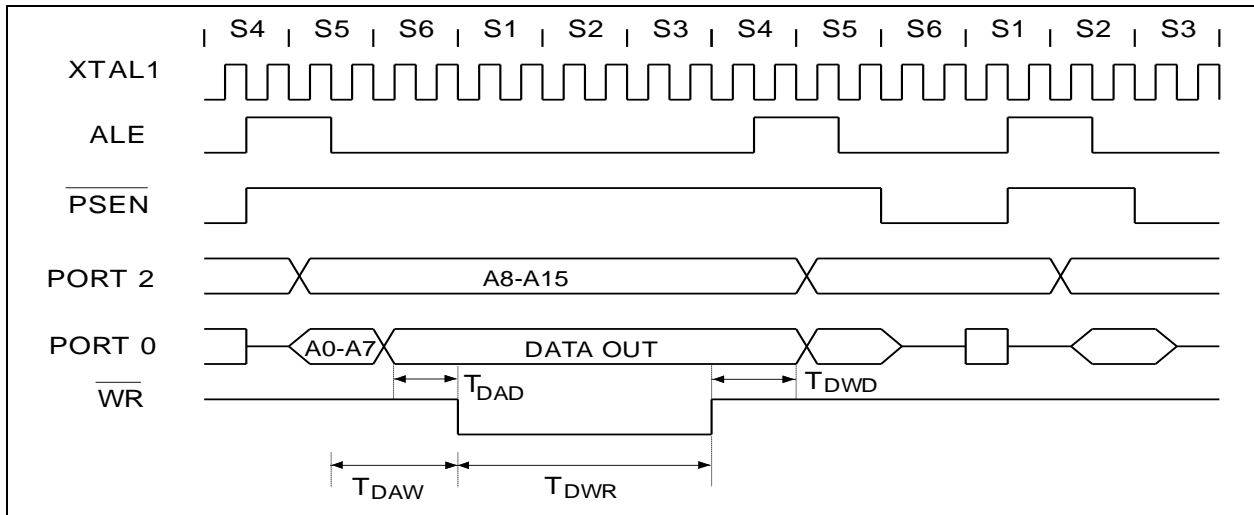 S4 S5 S6 S1 S2 S3 S4 S5 S6 S1 S2 S3
XTAL1
ALE
PSEN
PORT 2 A8-A15
PORT 0 A0-A7 DATA OUT
TDAD TDWD
WR
TDAW TDWR